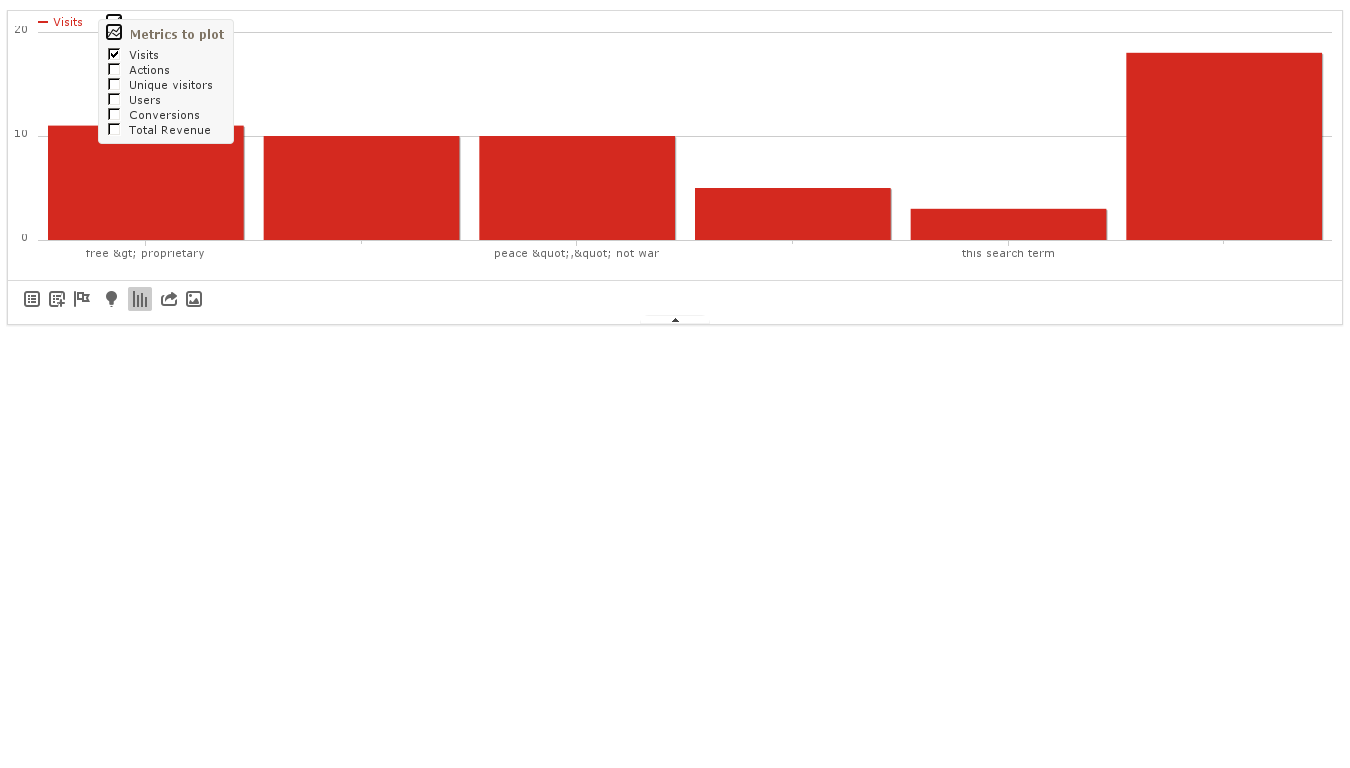 Visits
20
Metrics to plot
Visits
Actions
Unique visitors
Users
Conversions
Total Revenue
10
0
free &gt; proprietary
peace &quot;,&quot; not war
this search term